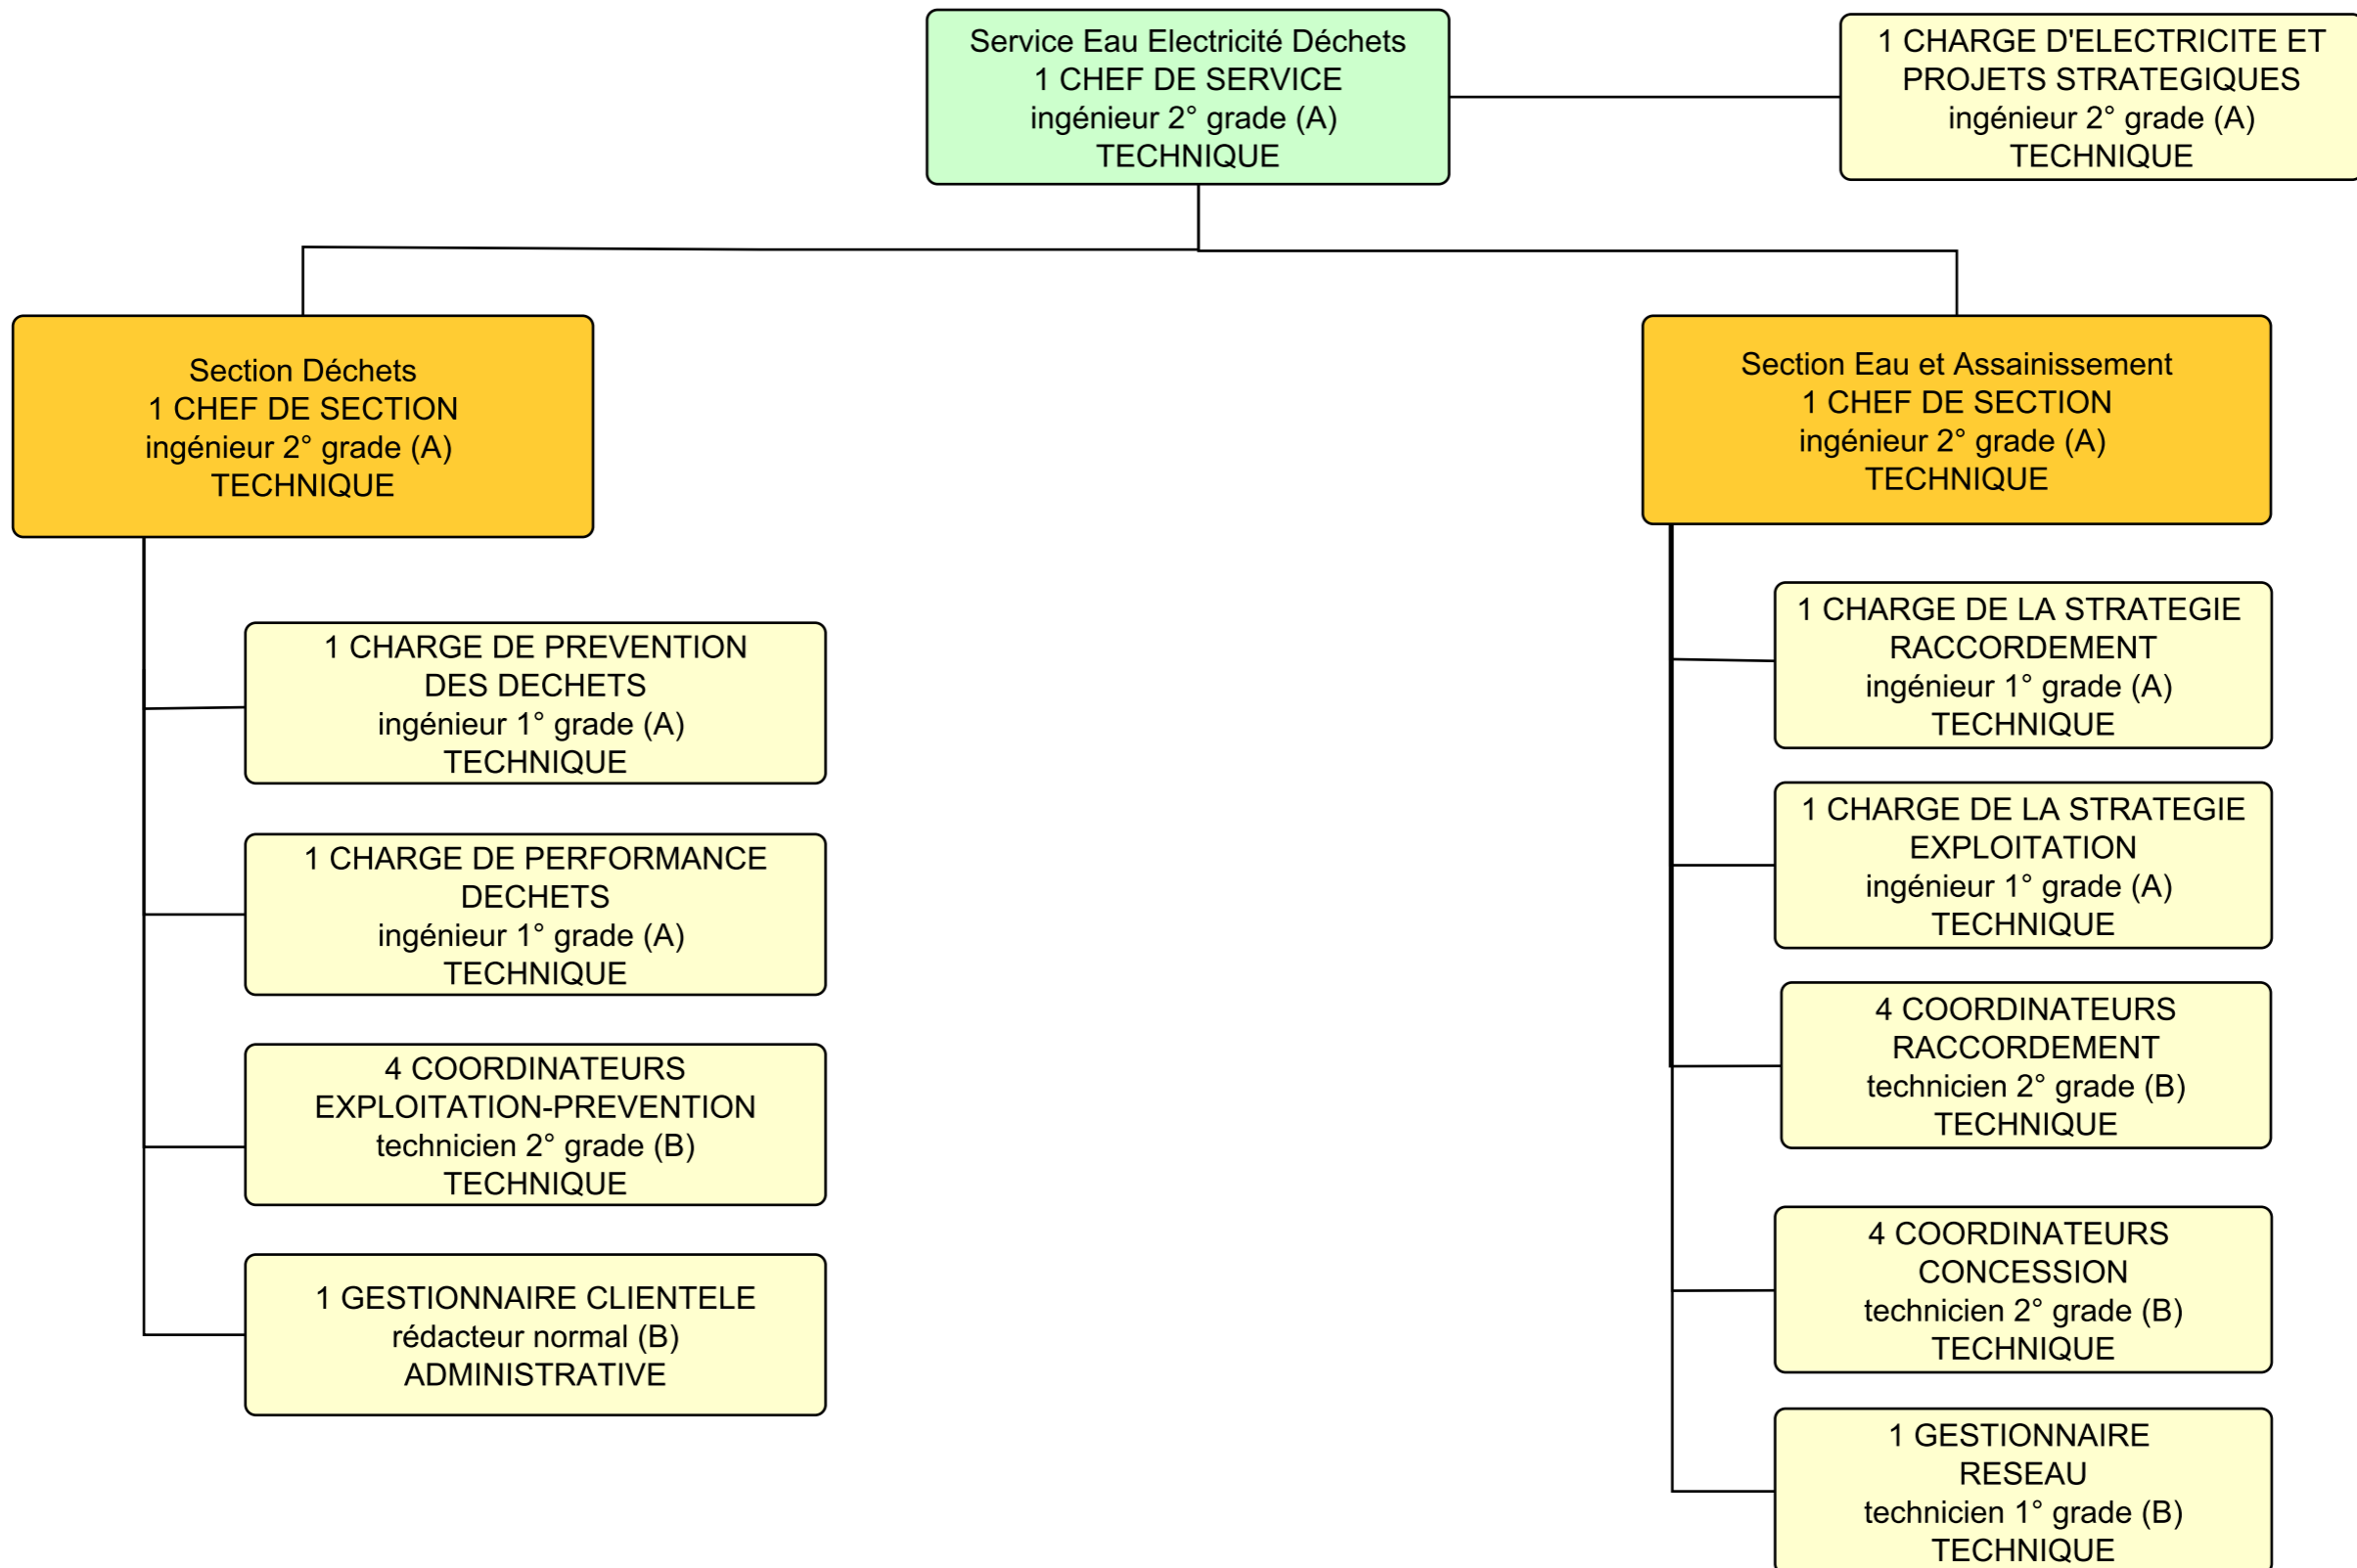 Service Eau Electricité Déchets
1 CHEF DE SERVICE
ingénieur 2° grade (A)
TECHNIQUE
1 CHARGE D'ELECTRICITE ET
PROJETS STRATEGIQUES
ingénieur 2° grade (A)
TECHNIQUE
Section Déchets
1 CHEF DE SECTION
ingénieur 2° grade (A)
TECHNIQUE
1 CHARGE DE PREVENTION
DES DECHETS
ingénieur 1° grade (A)
TECHNIQUE
1 CHARGE DE PERFORMANCE
DECHETS
ingénieur 1° grade (A)
TECHNIQUE
4 COORDINATEURS
EXPLOITATION-PREVENTION
technicien 2° grade (B)
TECHNIQUE
1 GESTIONNAIRE CLIENTELE
rédacteur normal (B)
ADMINISTRATIVE
Section Eau et Assainissement
1 CHEF DE SECTION
ingénieur 2° grade (A)
TECHNIQUE
1 CHARGE DE LA STRATEGIE
RACCORDEMENT
ingénieur 1° grade (A)
TECHNIQUE
1 CHARGE DE LA STRATEGIE
EXPLOITATION
ingénieur 1° grade (A)
TECHNIQUE
4 COORDINATEURS
RACCORDEMENT
technicien 2° grade (B)
TECHNIQUE
4 COORDINATEURS
CONCESSION
technicien 2° grade (B)
TECHNIQUE
1 GESTIONNAIRE
RESEAU
technicien 1° grade (B)
TECHNIQUE